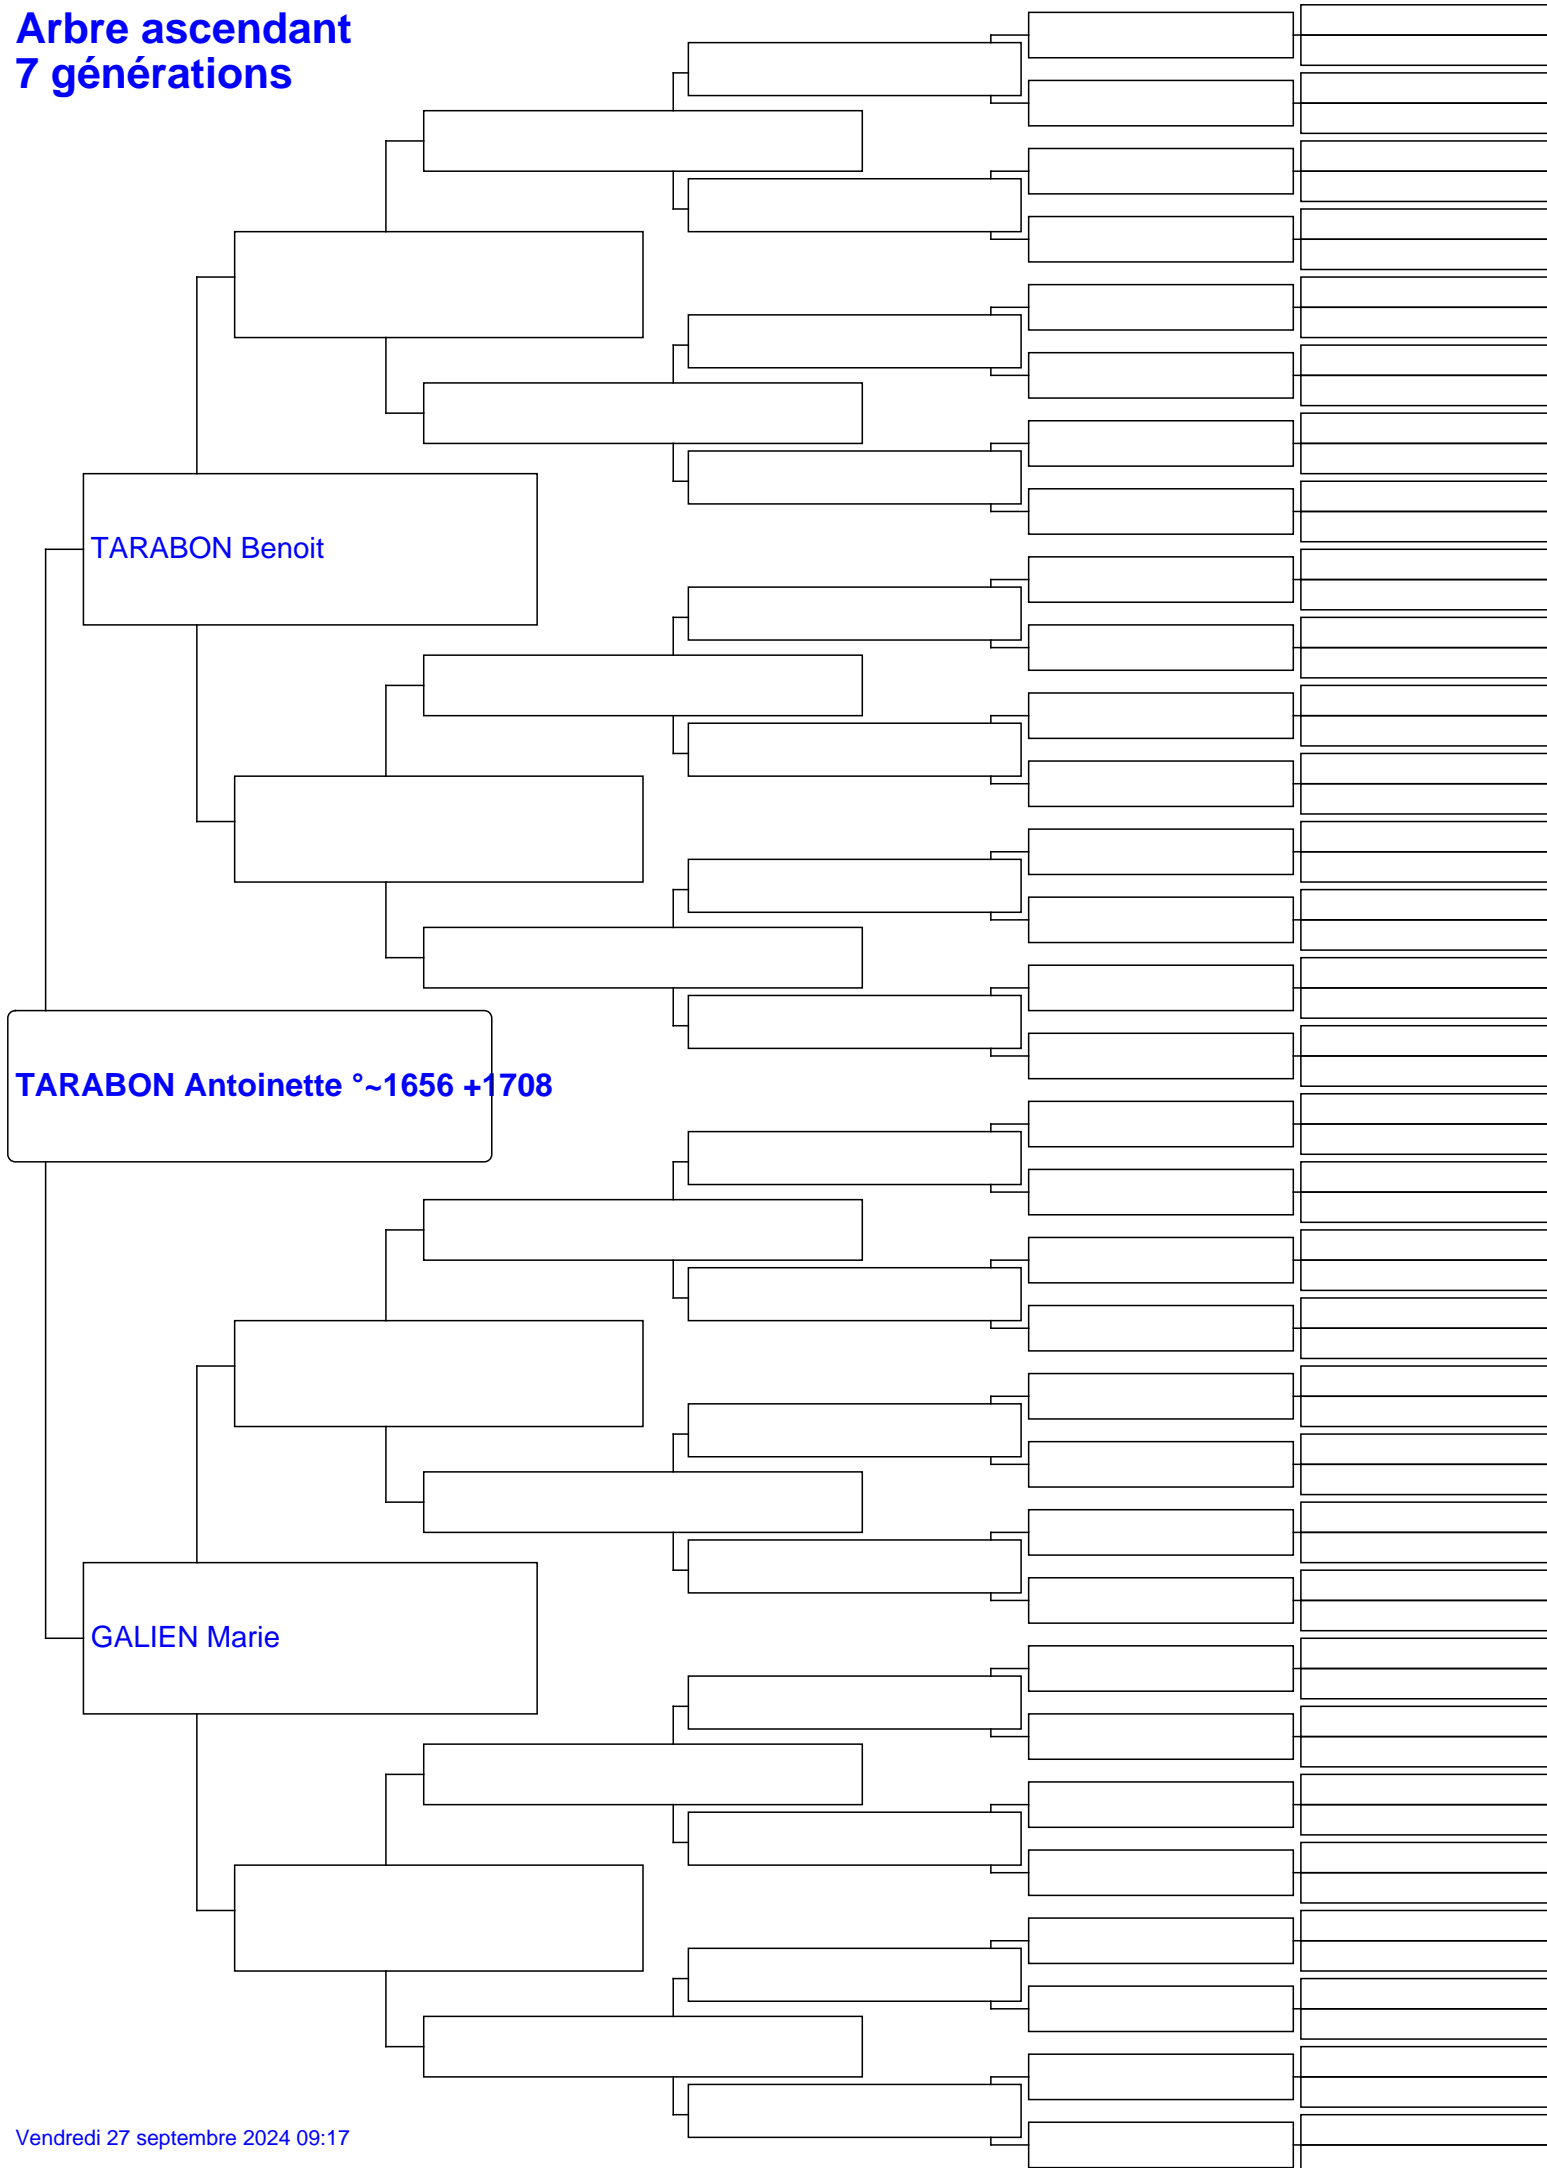 Arbre ascendant
7 générations
TARABON Benoit
TARABON Antoinette °~1656 +1708
GALIEN Marie
Vendredi 27 septembre 2024 09:17